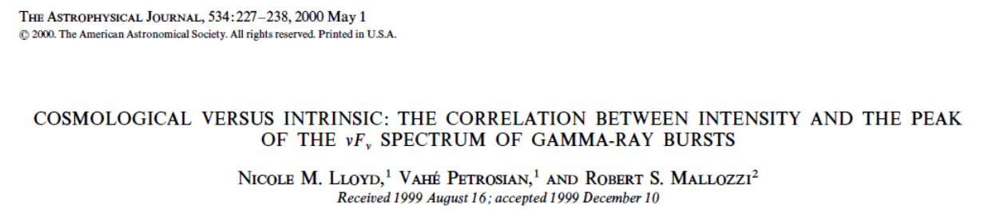 THE ASTROPHYSICAL JOURNAL, 534:227–238, 2000 May 1
© 2000. The American Astronomical Society. All rights reserved. Printed in U.S.A.
COSMOLOGICAL VERSUS INTRINSIC: THE CORRELATION BETWEEN INTENSITY AND THE PEAK
OF THE νFν SPECTRUM OF GAMMA-RAY BURSTS
NICOLE M. LLOYD,¹ VAHÉ PETROSIAN,¹ AND ROBERT S. MALLOZZI²
Received 1999 August 16; accepted 1999 December 10